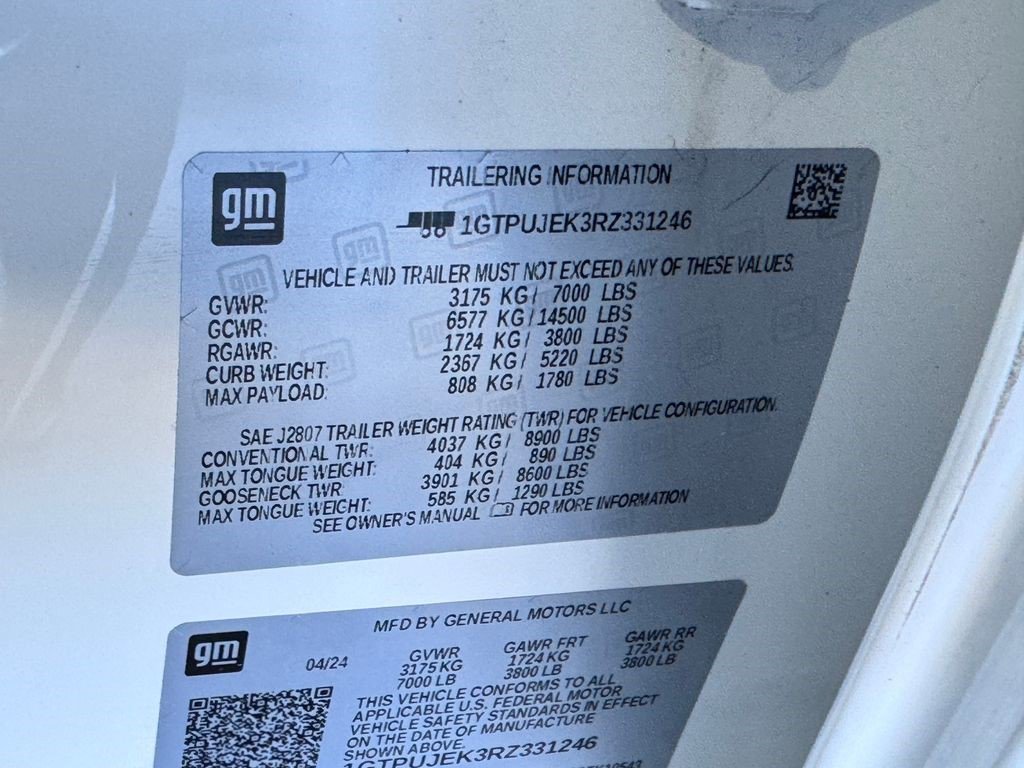 gm
TRAILERING INFORMATION
1GTPUJEK3RZ331246
VEHICLE AND TRAILER MUST NOT EXCEED ANY OF THESE VALUES.
GVWR: 3175 KG/ 7000 LBS
GCWR: 6577 KG/14500 LBS
RGAWR: 1724 KG/ 3800 LBS
CURB WEIGHT: 2367 KG/ 5220 LBS
MAX PAYLOAD: 808 KG/ 1780 LBS
SAE J2807 TRAILER WEIGHT RATING (TWR) FOR VEHICLE CONFIGURATION.
CONVENTIONAL TWR: 4037 KG/ 8900 LBS
MAX TONGUE WEIGHT: 404 KG/ 890 LBS
GOOSENECK TWR: 3901 KG/ 8600 LBS
MAX TONGUE WEIGHT: 585 KG/ 1290 LBS
SEE OWNER'S MANUAL FOR MORE INFORMATION
gm
MFD BY GENERAL MOTORS LLC
04/24 GVWR GAWR FRT GAWR RR
3175 KG 1724 KG 1724 KG
7000 LB 3800 LB 3800 LB
THIS VEHICLE CONFORMS TO ALL
APPLICABLE U.S. FEDERAL MOTOR
VEHICLE SAFETY STANDARDS IN EFFECT
ON THE DATE OF MANUFACTURE
SHOWN ABOVE.
1GTPUJEK3RZ331246